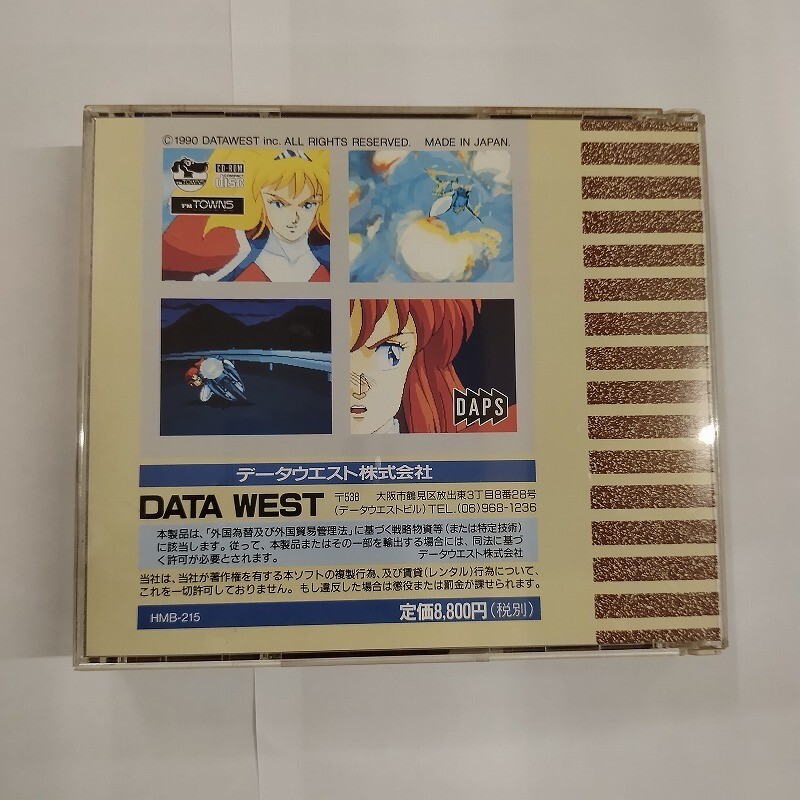 ©1990 DATAWEST inc. ALL RIGHTS RESERVED. MADE IN JAPAN.
CD-ROM
COMPACT
disc
FM TOWNS
FM TOWNS
DAPS
データウエスト株式会社
DATA WEST
〒538 大阪市鶴見区放出東3丁目8番28号
(データウエストビル) TEL.(06)968-1236
本製品は、「外国為替及び外国貿易管理法」に基づく戦略物資等(または特定技術)
に該当します。従って、本製品またはその一部を輸出する場合には、同法に基づ
く許可が必要とされます。 データウエスト株式会社
当社は、当社が著作権を有する本ソフトの複製行為、及び賃貸(レンタル)行為について、
これを一切許可しておりません。もし違反した場合は懲役または罰金が課せられます。
HMB-215 定価8,800円(税別)